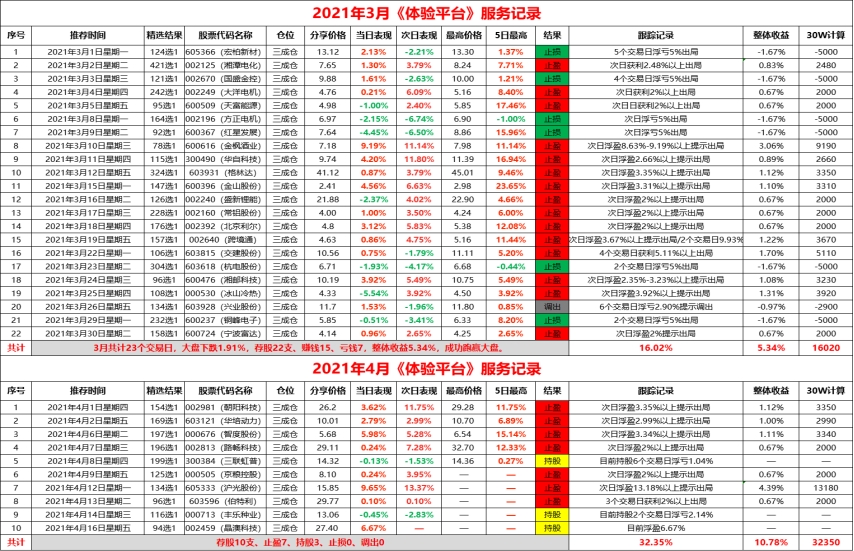 2021年3月《体验平台》服务记录
序号 推荐时间 精选结果 股票代码名称 仓位 分享价格 当日表现 次日表现 最高价格 5日最高 结果 跟踪记录 整体收益 30W计算
1 2021年3月1日星期一 124选1 605366 (宏柏新材) 三成仓 13.12 2.13% -2.21% 13.30 1.37% 止损 5个交易日浮亏5%出局 -1.67% -5000
2 2021年3月2日星期二 421选1 002125 (湘潭电化) 三成仓 7.65 1.30% 3.79% 8.24 7.71% 止盈 次日获利2.48%以上出局 0.83% 2480
3 2021年3月3日星期三 121选1 002670 (国盛金控) 三成仓 9.88 1.61% -2.63% 10.00 1.21% 止损 4个交易日浮亏5%出局 -1.67% -5000
4 2021年3月4日星期四 242选1 002249 (大洋电机) 三成仓 4.76 0.21% 6.09% 5.16 8.40% 止盈 次日获利2%以上出局 0.67% 2000
5 2021年3月5日星期五 95选1 600509 (天富能源) 三成仓 4.98 -1.00% 2.40% 5.85 17.46% 止盈 次日日获利2%以上出局 0.67% 2000
6 2021年3月8日星期一 164选1 002196 (方正电机) 三成仓 6.97 -2.15% -6.74% 6.90 -1.00% 止损 次日浮亏5%出局 -1.67% -5000
7 2021年3月9日星期二 92选1 600367 (红星发展) 三成仓 7.64 -4.45% -6.50% 8.86 15.96% 止损 次日浮亏5%出局 -1.67% -5000
8 2021年3月10日星期三 78选1 600616 (金枫酒业) 三成仓 7.18 9.19% 11.14% 7.98 11.14% 止盈 次日浮盈8.63%-9.19%以上提示出局 3.06% 9190
9 2021年3月11日星期四 115选1 300490 (华自科技) 三成仓 9.74 4.20% 11.80% 11.39 16.94% 止盈 次日浮盈2.66%以上提示出局 0.89% 2660
10 2021年3月12日星期五 324选1 603931 (格林达) 三成仓 41.12 0.87% 3.79% 45.01 9.46% 止盈 次日浮盈3.35%以上提示出局 1.12% 3350
11 2021年3月15日星期一 147选1 600396 (金山股份) 三成仓 2.41 4.56% 6.63% 2.98 23.65% 止盈 次日浮盈3.31%以上提示出局 1.10% 3310
12 2021年3月16日星期二 126选1 002240 (盛新锂能) 三成仓 21.88 -2.37% 4.02% 22.90 4.66% 止盈 次日浮盈2%以上提示出局 0.67% 2000
13 2021年3月17日星期三 228选1 002160 (常铝股份) 三成仓 4.00 1.00% 3.50% 4.24 6.00% 止盈 次日浮盈2%以上提示出局 0.67% 2000
14 2021年3月18日星期四 176选1 002392 (北京利尔) 三成仓 4.8 3.12% 5.83% 5.38 12.08% 止盈 次日浮盈2%以上提示出局 0.67% 2000
15 2021年3月19日星期五 157选1 002640 (跨境通) 三成仓 4.63 0.86% 4.75% 5.16 11.44% 止盈 次日浮盈3.67%以上提示出局/2个交易日9.93% 1.22% 3670
16 2021年3月22日星期一 106选1 603815 (交建股份) 三成仓 10.56 0.75% -1.79% 11.11 5.20% 止盈 4个交易日获利5.11%以上出局 1.70% 5110
17 2021年3月23日星期二 304选1 603618 (杭电股份) 三成仓 6.71 -1.93% -4.17% 6.68 -0.44% 止损 2个交易日浮亏5%出局 -1.67% -5000
18 2021年3月24日星期三 96选1 600476 (湘邮科技) 三成仓 10.19 3.92% 5.49% 10.75 5.49% 止盈 次日浮盈2.35%-3.23%以上提示出局 1.08% 3230
19 2021年3月25日星期四 108选1 000530 (冰山冷热) 三成仓 4.33 -5.54% 3.92% 4.50 3.92% 止盈 次日浮盈3.92%以上提示出局 1.31% 3920
20 2021年3月26日星期五 134选1 603928 (兴业股份) 三成仓 11.7 1.53% -1.96% 11.80 0.85% 调出 6个交易日浮亏2.90%提示调出 -0.97% -2900
21 2021年3月29日星期一 232选1 600237 (铜峰电子) 三成仓 5.85 -0.51% -3.41% 6.33 8.20% 止损 2个交易日浮亏5%出局 -1.67% -5000
22 2021年3月30日星期二 158选1 600724 (宁波富达) 三成仓 4.14 0.96% 2.65% 4.25 2.65% 止盈 次日浮盈2%提示出局 0.67% 2000
共计 3月共计23个交易日,大盘下跌1.91%,荐股22支、赚钱15、亏钱7,整体收益5.34%,成功跑赢大盘。 16.02% 5.34% 16020
2021年4月《体验平台》服务记录
序号 推荐时间 精选结果 股票代码名称 仓位 分享价格 当日表现 次日表现 最高价格 5日最高 结果 跟踪记录 整体收益 30W计算
1 2021年4月1日星期四 154选1 002981 (朝阳科技) 三成仓 26.2 3.62% 11.75% 29.28 11.75% 止盈 次日浮盈3.35%以上提示出局 1.12% 3350
2 2021年4月2日星期五 169选1 603121 (华培动力) 三成仓 10.01 2.79% 2.99% 10.70 6.89% 止盈 次日浮盈2.99%以上提示出局 1.00% 2990
3 2021年4月6日星期二 197选1 000676 (智度股份) 三成仓 5.68 5.98% 5.28% 6.54 15.14% 止盈 次日浮盈3.34%以上提示出局 1.11% 3340
4 2021年4月7日星期三 196选1 002813 (路畅科技) 三成仓 29.11 0.24% 7.28% 32.70 12.33% 止盈 次日浮盈2%以上提示出局 0.67% 2000
5 2021年4月8日星期四 199选1 300384 (三联虹普) 三成仓 14.32 -0.13% -1.53% 14.36 0.27% 持股 目前持股6个交易日浮亏1.04% — —
6 2021年4月9日星期五 128选1 000505 (京粮控股) 三成仓 8.10 0.24% 3.95% — — 止盈 次日浮盈2%以上提示出局 0.67% 2000
7 2021年4月12日星期一 134选1 605333 (沪光股份) 三成仓 15.85 9.65% 13.37% — — 止盈 次日浮盈13.18%以上提示出局 4.39% 13180
8 2021年4月13日星期二 96选1 603596 (伯特利) 三成仓 29.77 0.10% 0.10% — — 止盈 3个交易日获利2%以上出局 0.67% 2000
9 2021年4月14日星期三 116选1 000713 (丰乐种业) 三成仓 13.06 -0.45% -2.83% — — 持股 目前持股2个交易日浮亏2.14% — —
10 2021年4月16日星期五 94选1 002459 (晶澳科技) 三成仓 27.40 6.67% — — — 持股 目前浮盈6.67% — —
共计 荐股10支、止盈7、持股3、止损0、调出0 32.35% 10.78% 32350